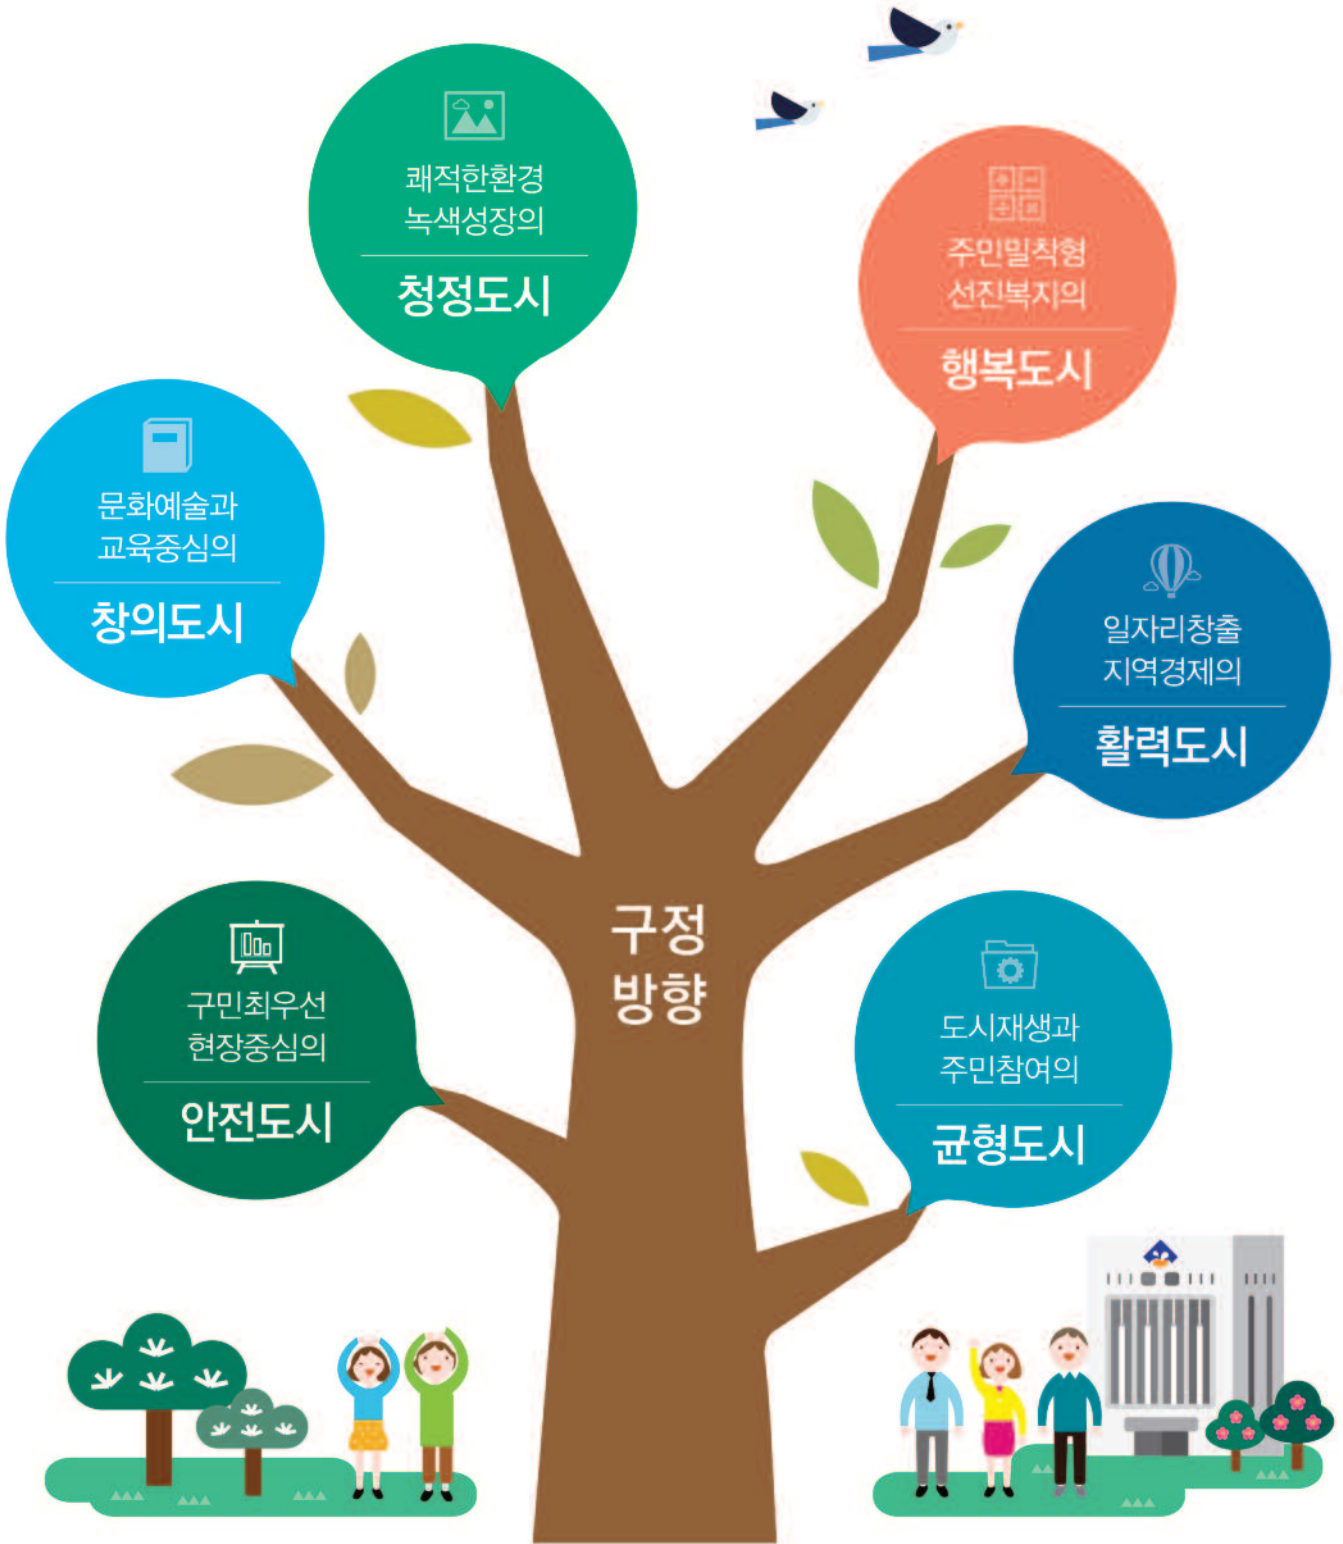 쾌적한환경
녹색성장의
청정도시
주민밀착형
선진복지의
행복도시
문화예술과
교육중심의
창의도시
일자리창출
지역경제의
활력도시
구정
방향
구민최우선
현장중심의
안전도시
도시재생과
주민참여의
균형도시